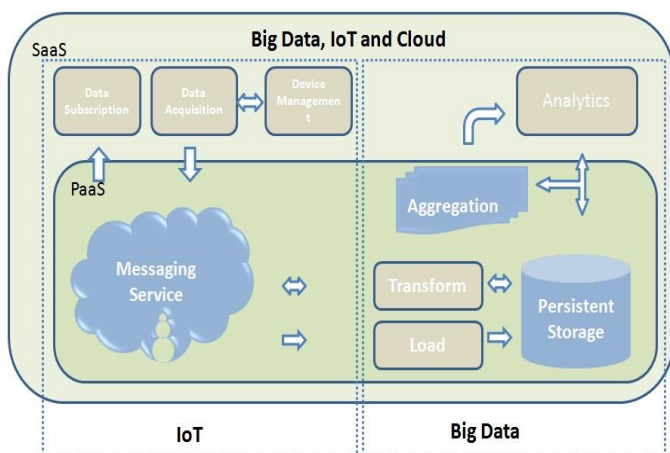 Big Data, IoT and Cloud
SaaS
Data
Subscription
Data
Acquisition
Device
Managemen
t
Analytics
PaaS
Aggregation
Messaging
Service
Transform
Load
Persistent
Storage
IoT
Big Data